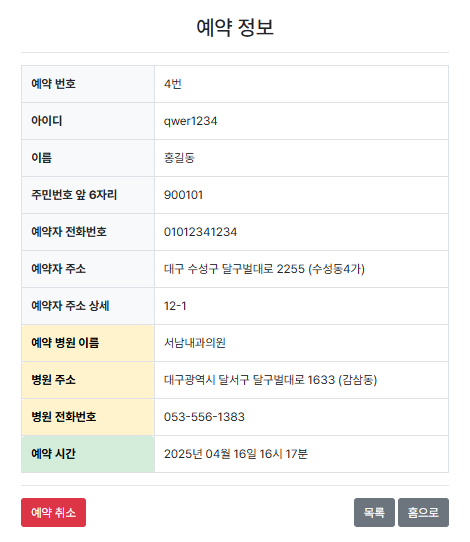 예약 정보
예약 번호 4번
아이디 qwer1234
이름 홍길동
주민번호 앞 6자리 900101
예약자 전화번호 01012341234
예약자 주소 대구 수성구 달구벌대로 2255 (수성동4가)
예약자 주소 상세 12-1
예약 병원 이름 서남내과의원
병원 주소 대구광역시 달서구 달구벌대로 1633 (감삼동)
병원 전화번호 053-556-1383
예약 시간 2025년 04월 16일 16시 17분
예약 취소 목록 홈으로